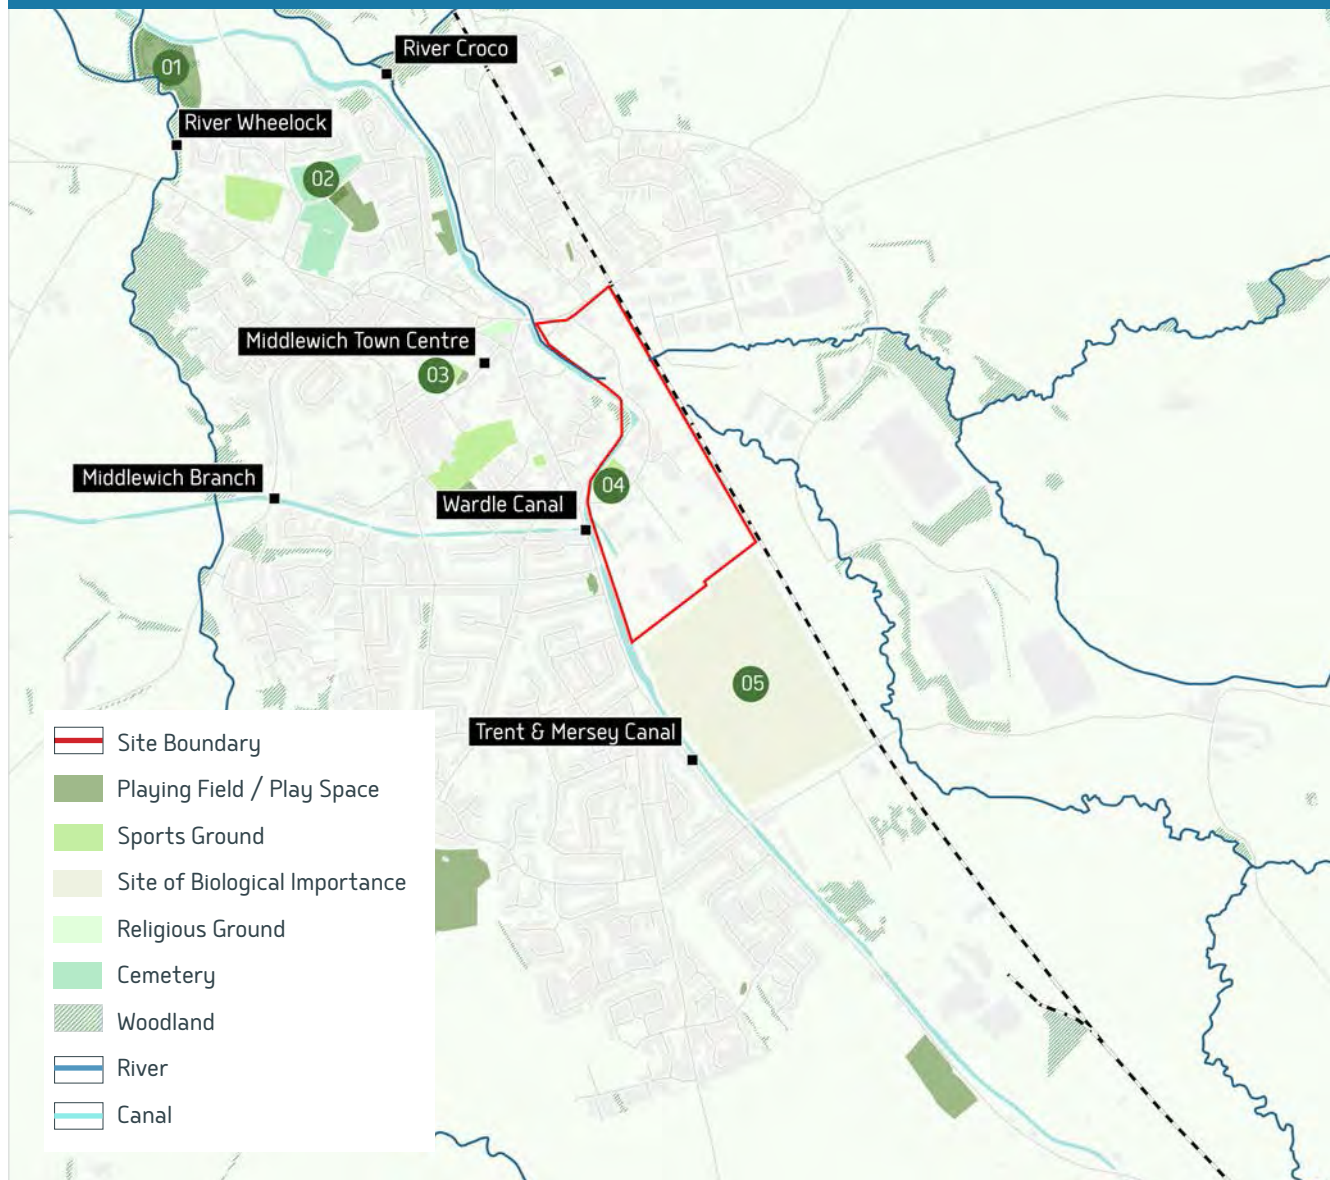 River Croco
01
River Wheelock
02
Middlewich Town Centre
03
Middlewich Branch
04
Wardle Canal
05
Trent & Mersey Canal
Site Boundary
Playing Field / Play Space
Sports Ground
Site of Biological Importance
Religious Ground
Cemetery
Woodland
River
Canal